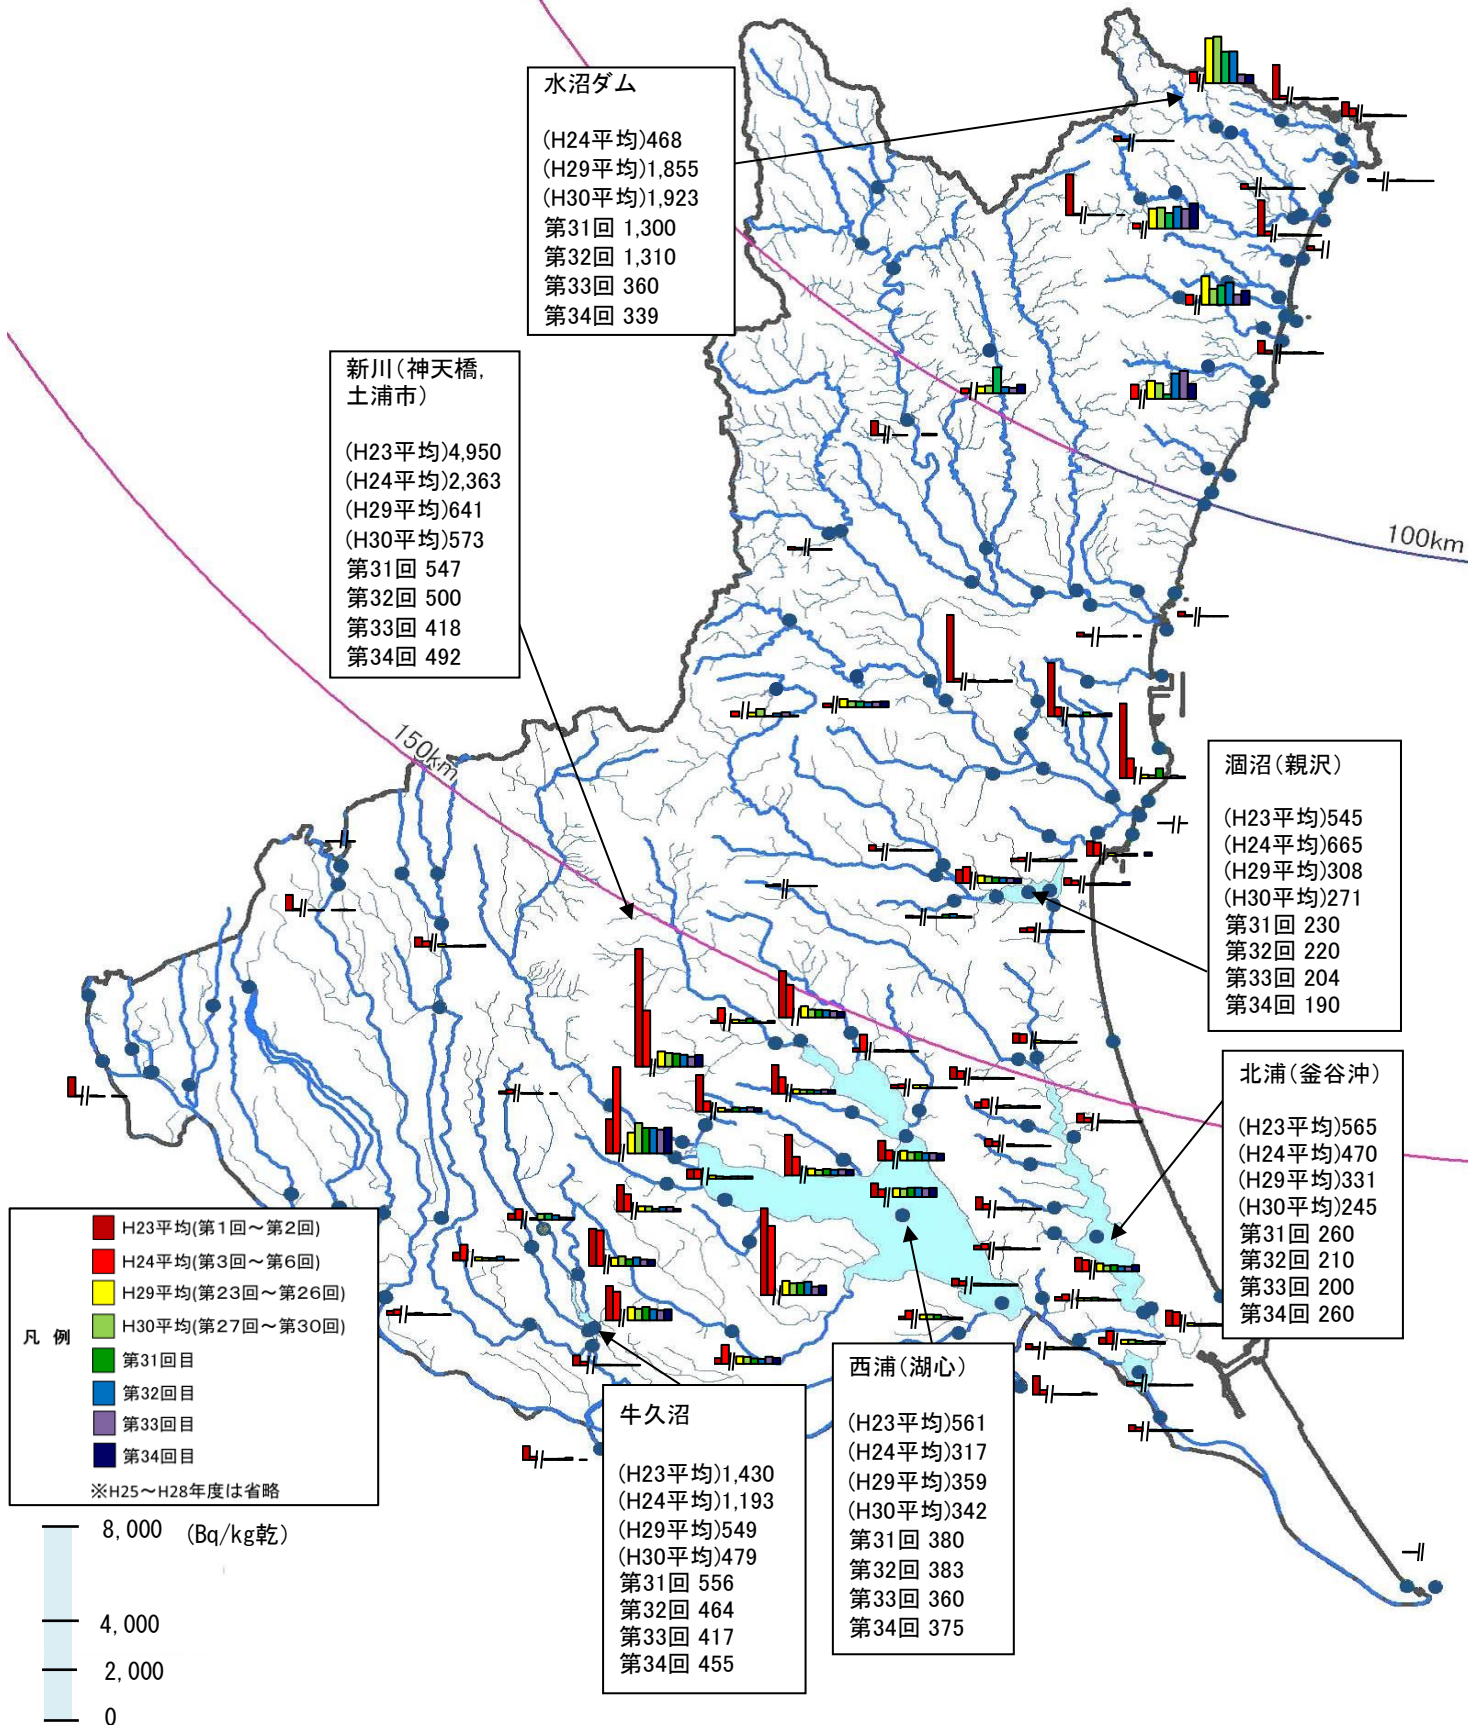 水沼ダム
(H24平均)468
(H29平均)1,855
(H30平均)1,923
第31回 1,300
第32回 1,310
第33回 360
第34回 339
新川(神天橋,
土浦市)
(H23平均)4,950
(H24平均)2,363
(H29平均)641
(H30平均)573
第31回 547
第32回 500
第33回 418
第34回 492
100km
150km
涸沼(親沢)
(H23平均)545
(H24平均)665
(H29平均)308
(H30平均)271
第31回 230
第32回 220
第33回 204
第34回 190
北浦(釜谷沖)
(H23平均)565
(H24平均)470
(H29平均)331
(H30平均)245
第31回 260
第32回 210
第33回 200
第34回 260
西浦(湖心)
(H23平均)561
(H24平均)317
(H29平均)359
(H30平均)342
第31回 380
第32回 383
第33回 360
第34回 375
牛久沼
(H23平均)1,430
(H24平均)1,193
(H29平均)549
(H30平均)479
第31回 556
第32回 464
第33回 417
第34回 455
凡 例
H23平均(第1回～第2回)
H24平均(第3回～第6回)
H29平均(第23回～第26回)
H30平均(第27回～第30回)
第31回目
第32回目
第33回目
第34回目
※H25～H28年度は省略
8,000 (Bq/kg乾)
4,000
2,000
0